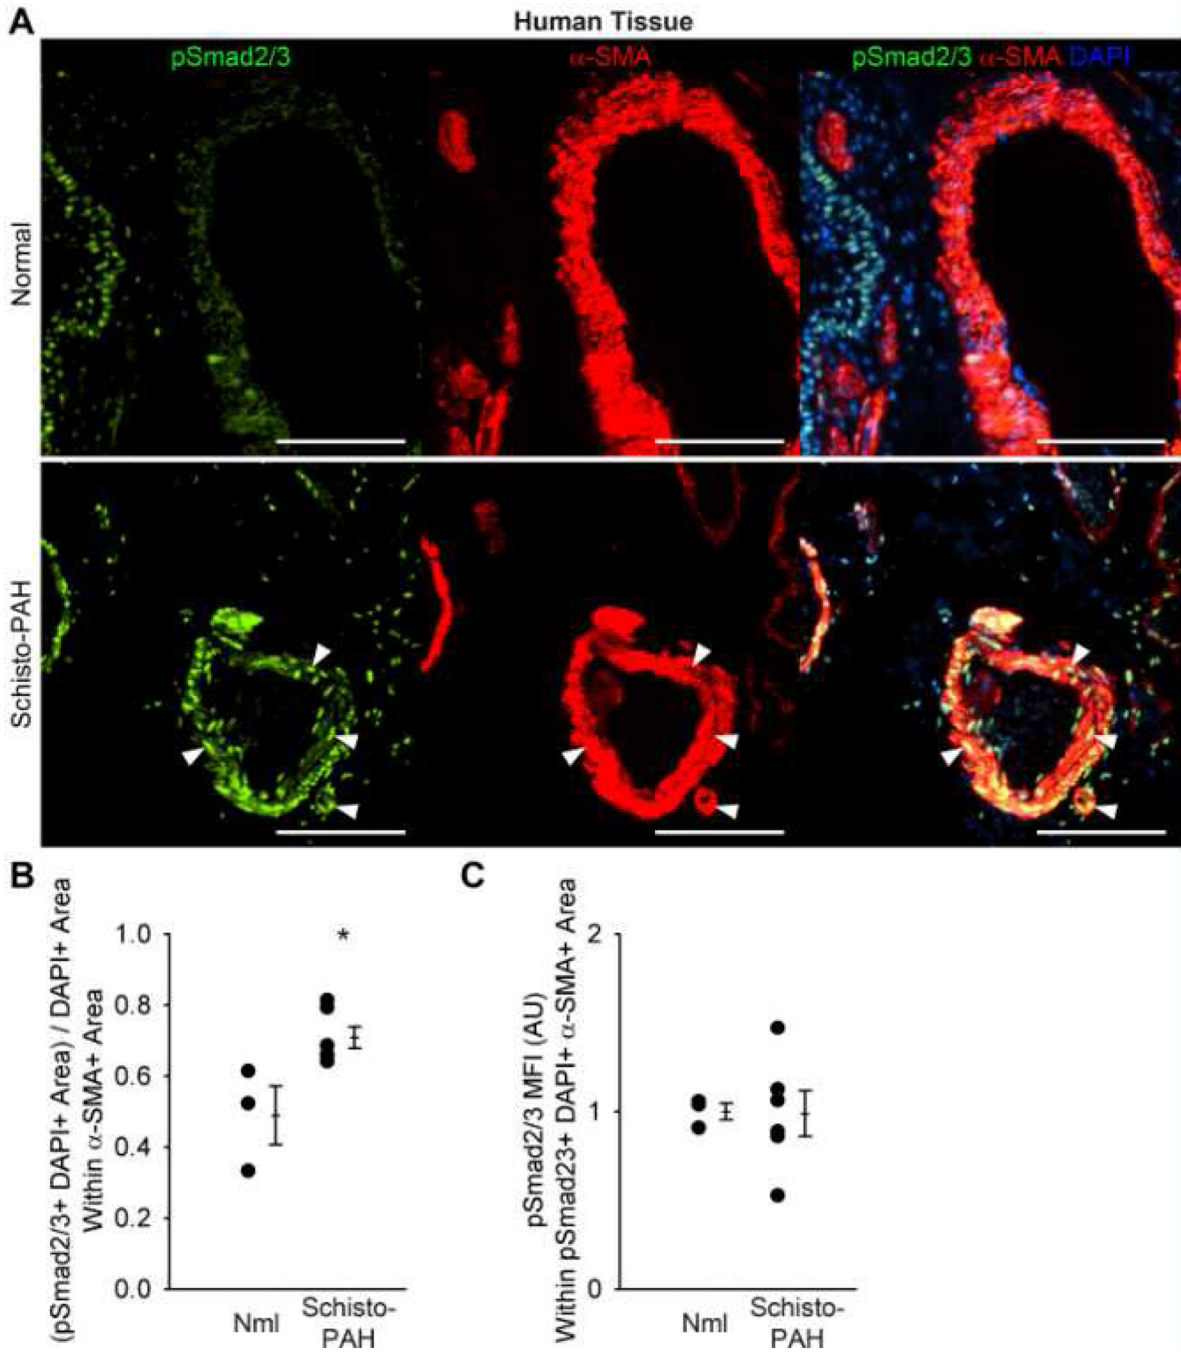 A
Human Tissue
pSmad2/3
α-SMA
pSmad2/3 α-SMA DAPI
Normal
Schisto-PAH
B
(pSmad2/3+ DAPI+ Area) / DAPI+ Area
Within α-SMA+ Area
1.0
0.8
0.6
0.4
0.2
0.0
*
Nml
Schisto-
PAH
C
pSmad2/3 MFI (AU)
Within pSmad23+ DAPI+ α-SMA+ Area
2
1
0
Nml
Schisto-
PAH